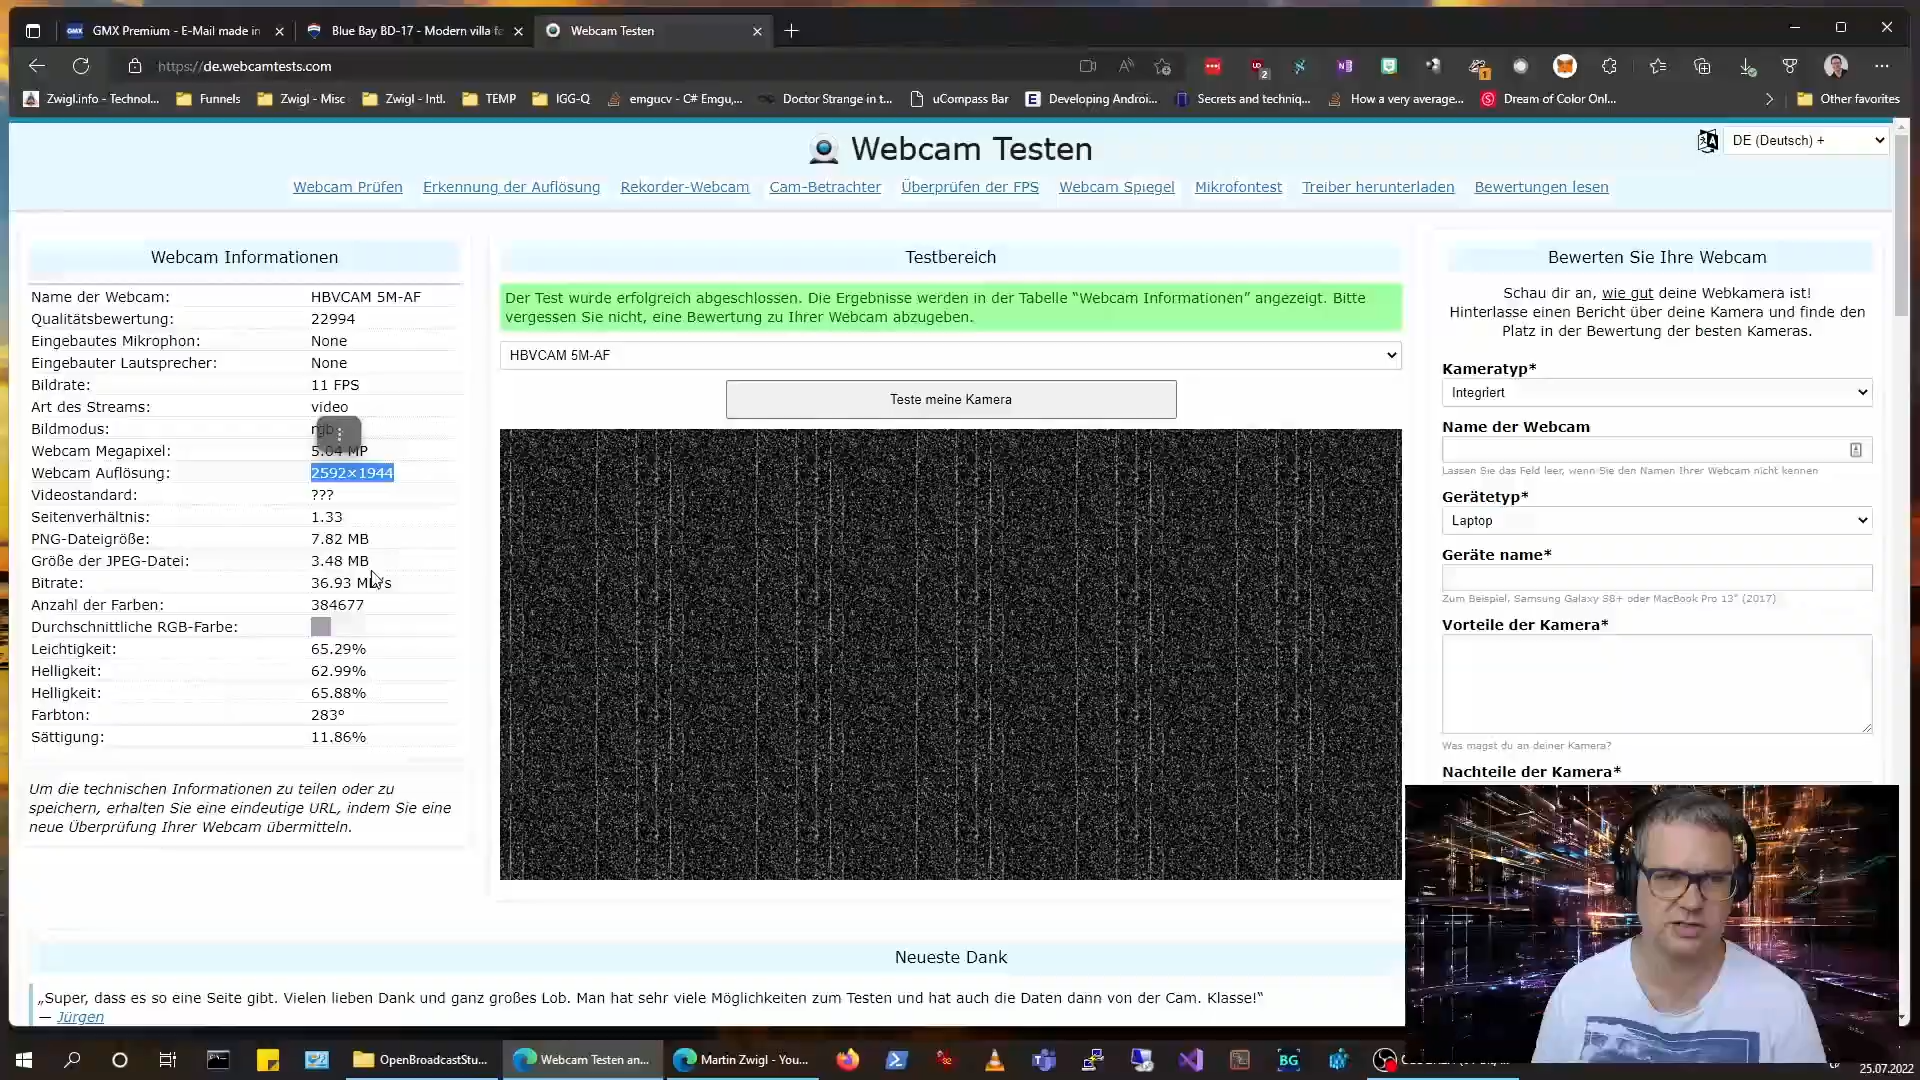 GMX Premium - E-Mail made in
Blue Bay BD-17 - Modern villa fo
Webcam Testen
https://de.webcamtests.com
Zwigl.info - Technol...
Funnels
Zwigl - Misc
Zwigl - Intl.
TEMP
IGG-Q
emgucv - C# Emgu,...
Doctor Strange in t...
uCompass Bar
Developing Androi...
Secrets and techniq...
How a very average...
Dream of Color Onl...
Other favorites
Webcam Testen
DE (Deutsch) +
Webcam Prüfen
Erkennung der Auflösung
Rekorder-Webcam
Cam-Betrachter
Überprüfen der FPS
Webcam Spiegel
Mikrofontest
Treiber herunterladen
Bewertungen lesen
Webcam Informationen
Name der Webcam: HBVCAM 5M-AF
Qualitätsbewertung: 22994
Eingebautes Mikrophon: None
Eingebauter Lautsprecher: None
Bildrate: 11 FPS
Art des Streams: video
Bildmodus: rgb
Webcam Megapixel: 5.04 MP
Webcam Auflösung: 2592×1944
Videostandard: ???
Seitenverhältnis: 1.33
PNG-Dateigröße: 7.82 MB
Größe der JPEG-Datei: 3.48 MB
Bitrate: 36.93
Anzahl der Farben: 384677
Durchschnittliche RGB-Farbe:
Leichtigkeit: 65.29%
Helligkeit: 62.99%
Helligkeit: 65.88%
Farbton: 283°
Sättigung: 11.86%
Um die technischen Informationen zu teilen oder zu
speichern, erhalten Sie eine eindeutige URL, indem Sie eine
neue Überprüfung Ihrer Webcam übermitteln.
Testbereich
Der Test wurde erfolgreich abgeschlossen. Die Ergebnisse werden in der Tabelle “Webcam Informationen” angezeigt. Bitte
vergessen Sie nicht, eine Bewertung zu Ihrer Webcam abzugeben.
HBVCAM 5M-AF
Teste meine Kamera
Bewerten Sie Ihre Webcam
Schau dir an, wie gut deine Webkamera ist!
Hinterlasse einen Bericht über deine Kamera und finde den
Platz in der Bewertung der besten Kameras.
Kameratyp*
Integriert
Name der Webcam
Lassen Sie das Feld leer, wenn Sie den Namen Ihrer Webcam nicht kennen
Gerätetyp*
Laptop
Geräte name*
Zum Beispiel, Samsung Galaxy S8+ oder MacBook Pro 13" (2017)
Vorteile der Kamera*
Was magst du an deiner Kamera?
Nachteile der Kamera*
Neueste Dank
„Super, dass es so eine Seite gibt. Vielen lieben Dank und ganz großes Lob. Man hat sehr viele Möglichkeiten zum Testen und hat auch die Daten dann von der Cam. Klasse!“
— Jürgen
OpenBroadcastStu...
Webcam Testen an...
Martin Zwigl - You...
BG
25.07.2022